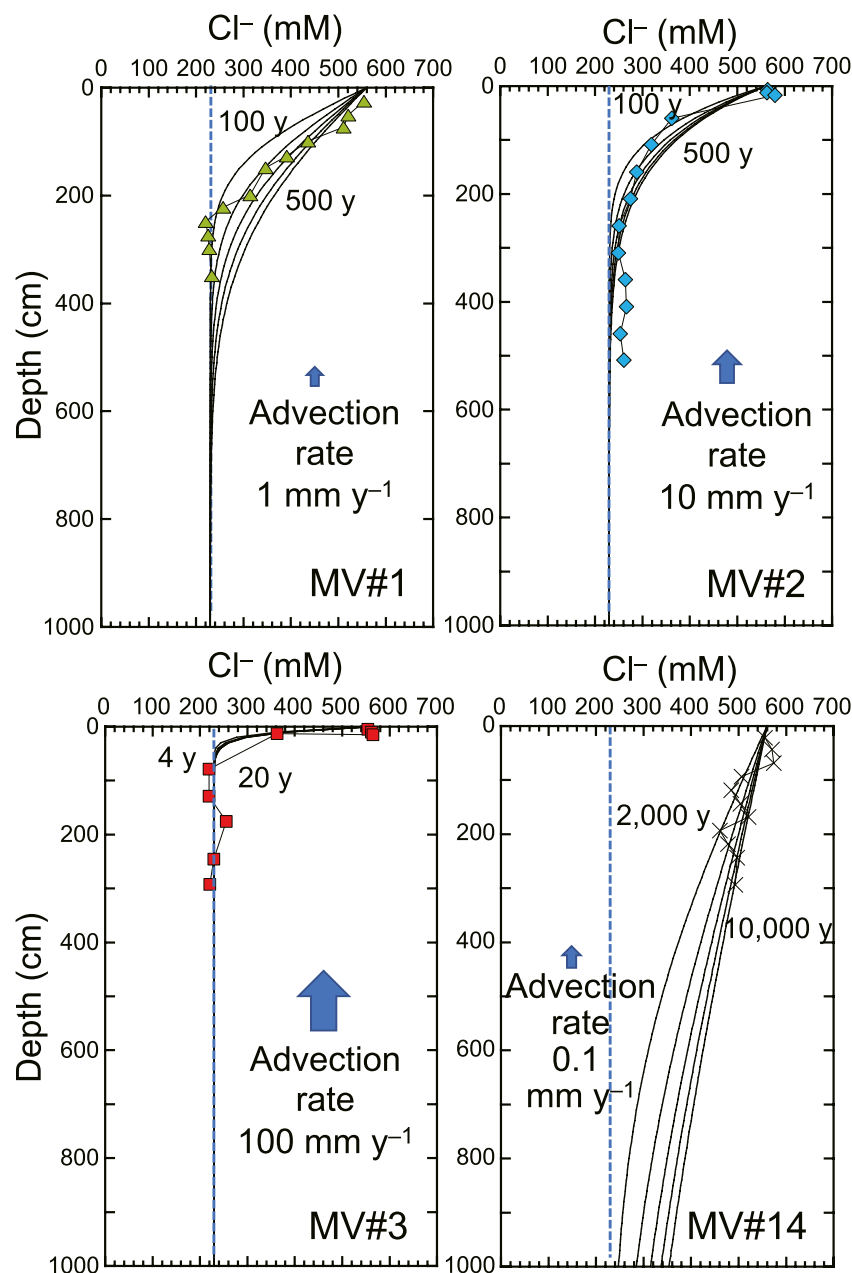 Cl– (mM)
0 100 200 300 400 500 600 700
0
200
400
600
800
1000
Depth (cm)
100 y
500 y
Advection
rate
1 mm y–1
MV#1
Cl– (mM)
0 100 200 300 400 500 600 700
0
200
400
600
800
1000
100 y
500 y
Advection
rate
10 mm y–1
MV#2
Cl– (mM)
0 100 200 300 400 500 600 700
0
200
400
600
800
1000
Depth (cm)
4 y
20 y
Advection
rate
100 mm y–1
MV#3
Cl– (mM)
0 100 200 300 400 500 600 700
0
200
400
600
800
1000
2,000 y
10,000 y
Advection
rate
0.1
mm y–1
MV#14